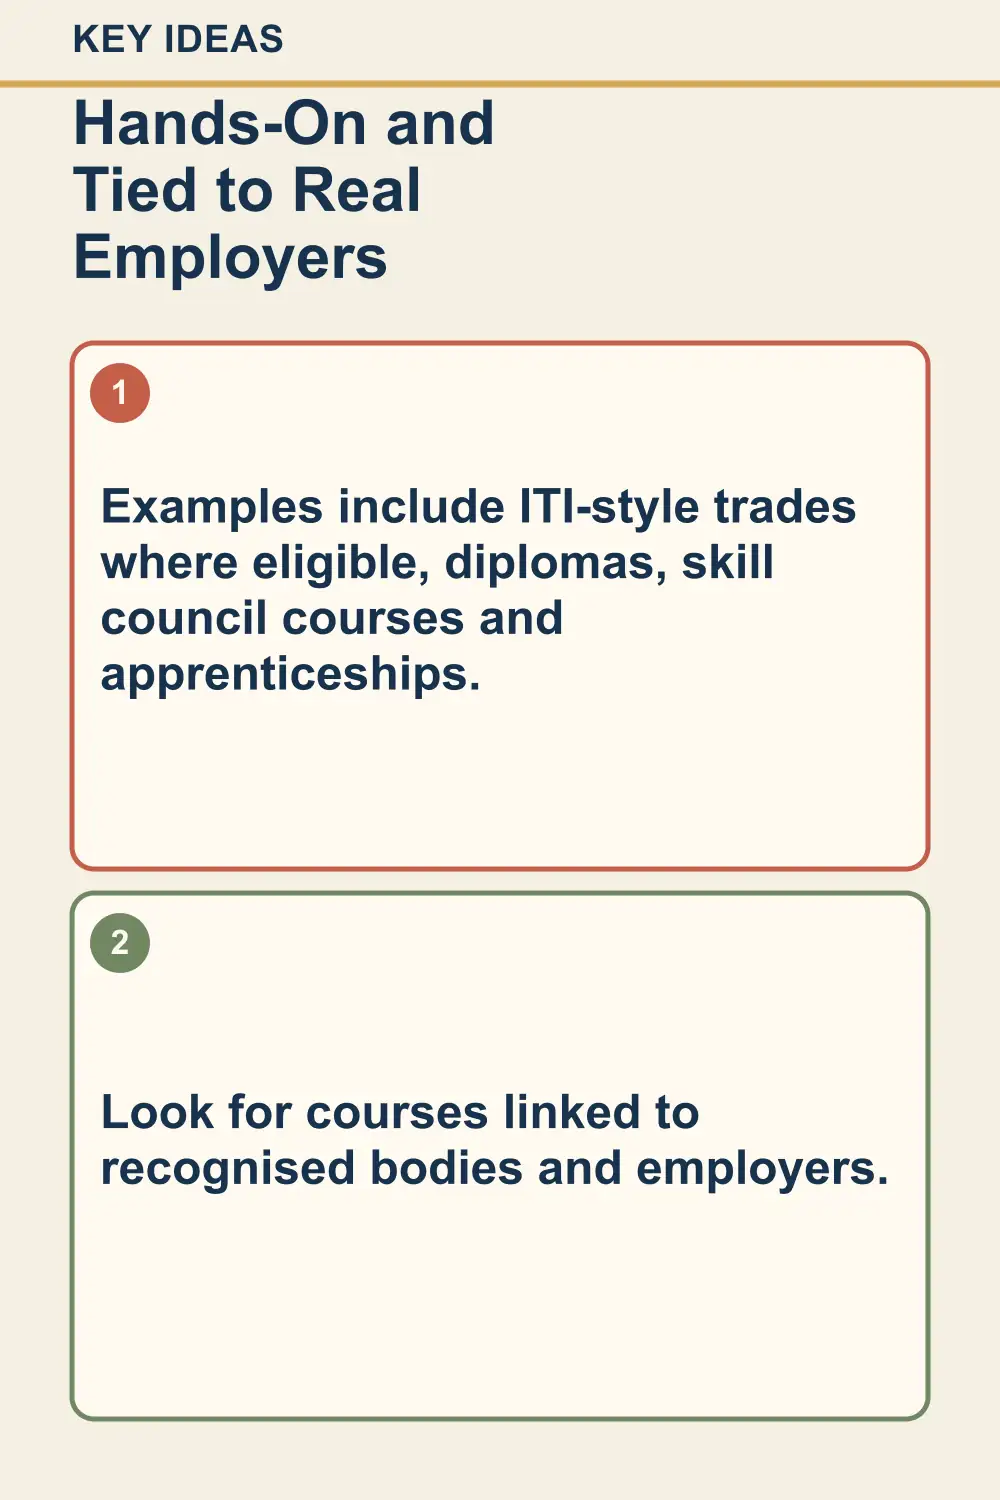 KEY IDEAS
Hands-On and
Tied to Real
Employers
1
Examples include ITI-style trades
where eligible, diplomas, skill
council courses and
apprenticeships.
2
Look for courses linked to
recognised bodies and employers.